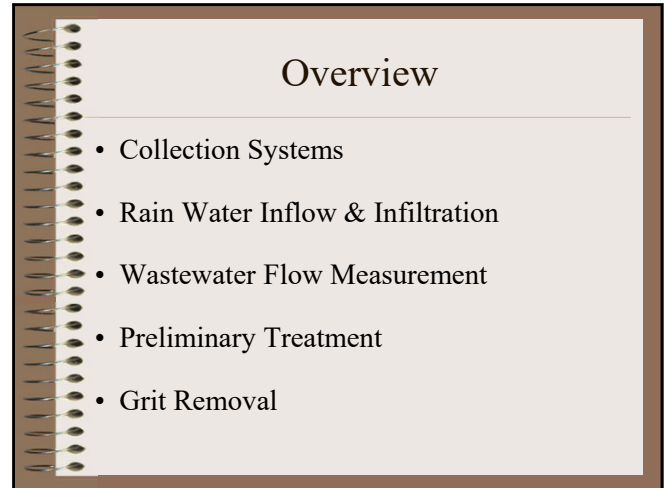 Overview
• Collection Systems
• Rain Water Inflow & Infiltration
• Wastewater Flow Measurement
• Preliminary Treatment
• Grit Removal